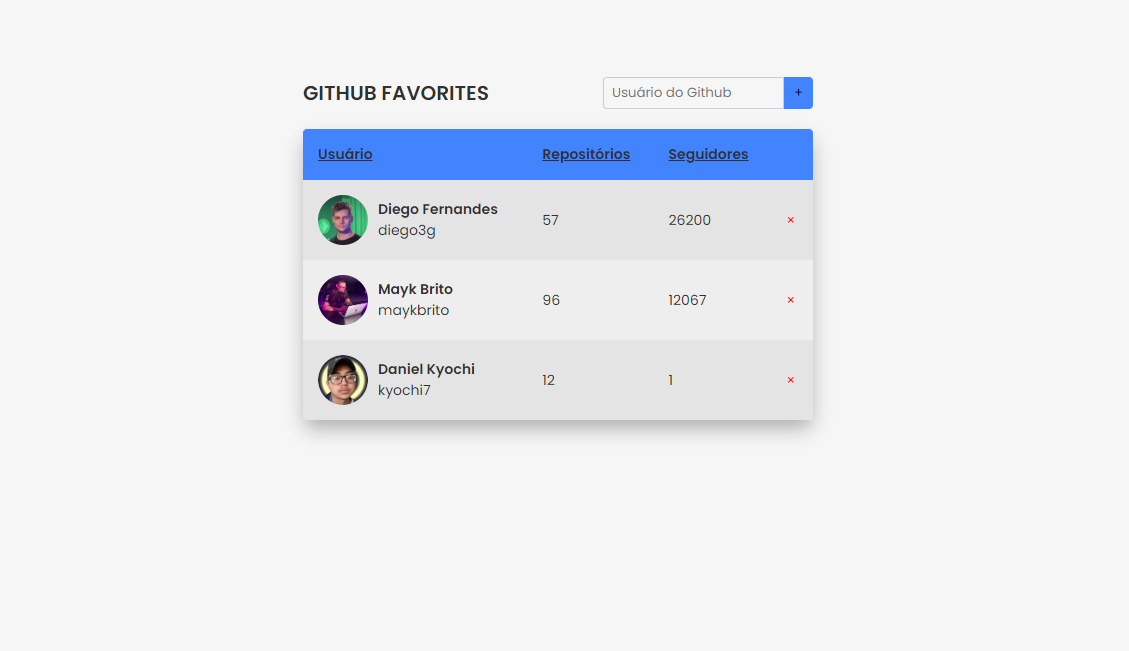 GITHUB FAVORITES
Usuário do Github +
Usuário Repositórios Seguidores
Diego Fernandes
diego3g
57 26200 ×
Mayk Brito
maykbrito
96 12067 ×
Daniel Kyochi
kyochi7
12 1 ×